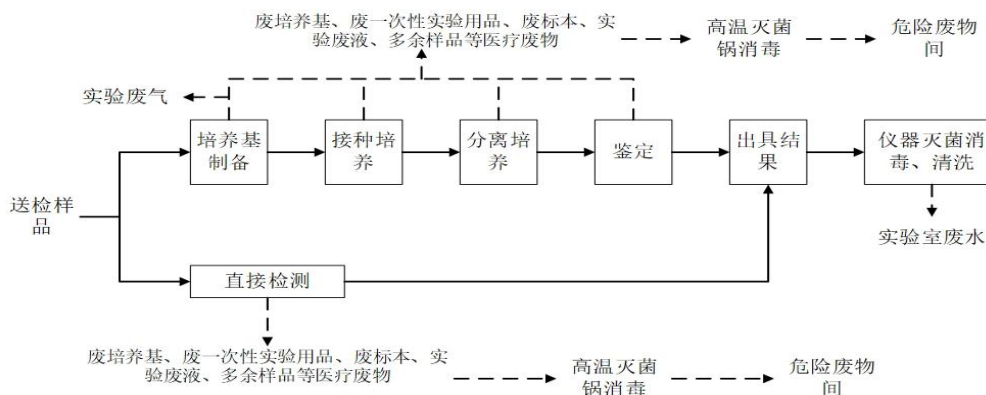 废培养基、废一次性实验用品、废标本、实
验废液、多余样品等医疗废物
高温灭菌
锅消毒
危险废物
间
实验废气
培养基
制备
接种培
养
分离培
养
鉴定
出具结
果
仪器灭菌消
毒、清洗
送检样
品
实验室废水
直接检测
废培养基、废一次性实验用品、废标本、实
验废液、多余样品等医疗废物
高温灭菌
锅消毒
危险废物
间